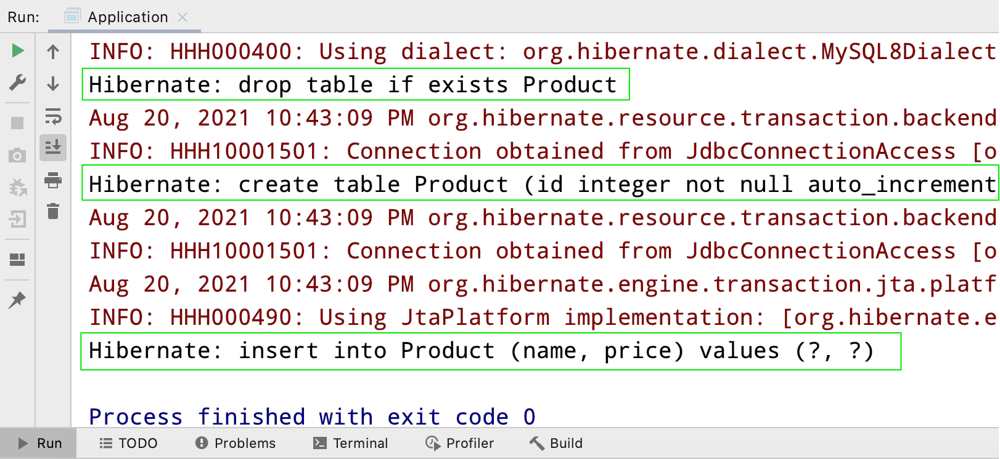 Run: Application
INFO: HHH000400: Using dialect: org.hibernate.dialect.MySQL8Dialect
Hibernate: drop table if exists Product
Aug 20, 2021 10:43:09 PM org.hibernate.resource.transaction.backend
INFO: HHH10001501: Connection obtained from JdbcConnectionAccess [o
Hibernate: create table Product (id integer not null auto_increment
Aug 20, 2021 10:43:09 PM org.hibernate.resource.transaction.backend
INFO: HHH10001501: Connection obtained from JdbcConnectionAccess [o
Aug 20, 2021 10:43:09 PM org.hibernate.engine.transaction.jta.platf
INFO: HHH000490: Using JtaPlatform implementation: [org.hibernate.e
Hibernate: insert into Product (name, price) values (?, ?)
Process finished with exit code 0
Run TODO Problems Terminal Profiler Build